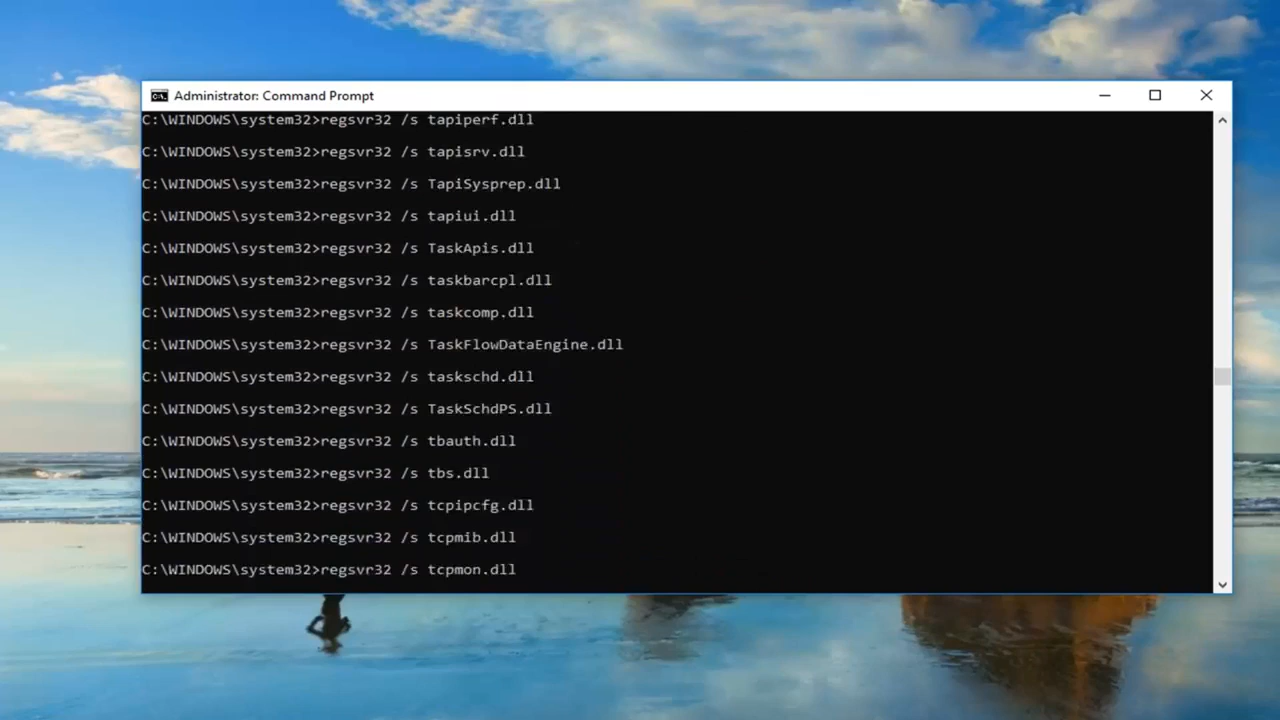 Administrator: Command Prompt
C:\WINDOWS\system32>regsvr32 /s tapiperf.dll
C:\WINDOWS\system32>regsvr32 /s tapisrv.dll
C:\WINDOWS\system32>regsvr32 /s TapiSysprep.dll
C:\WINDOWS\system32>regsvr32 /s tapiui.dll
C:\WINDOWS\system32>regsvr32 /s TaskApis.dll
C:\WINDOWS\system32>regsvr32 /s taskbarcpl.dll
C:\WINDOWS\system32>regsvr32 /s taskcomp.dll
C:\WINDOWS\system32>regsvr32 /s TaskFlowDataEngine.dll
C:\WINDOWS\system32>regsvr32 /s taskschd.dll
C:\WINDOWS\system32>regsvr32 /s TaskSchdPS.dll
C:\WINDOWS\system32>regsvr32 /s tbauth.dll
C:\WINDOWS\system32>regsvr32 /s tbs.dll
C:\WINDOWS\system32>regsvr32 /s tcpipcfg.dll
C:\WINDOWS\system32>regsvr32 /s tcpmib.dll
C:\WINDOWS\system32>regsvr32 /s tcpmon.dll